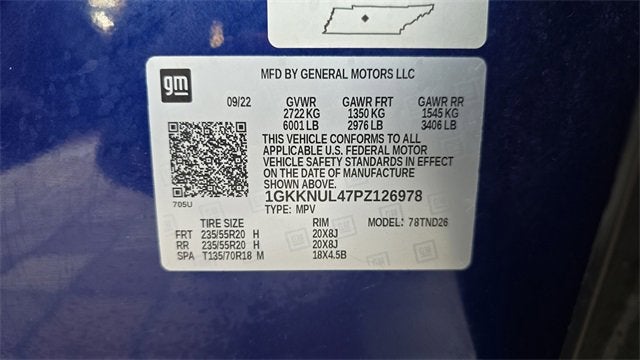 gm
MFD BY GENERAL MOTORS LLC
09/22 GVWR GAWR FRT GAWR RR
2722 KG 1350 KG 1545 KG
6001 LB 2976 LB 3406 LB
THIS VEHICLE CONFORMS TO ALL
APPLICABLE U.S. FEDERAL MOTOR
VEHICLE SAFETY STANDARDS IN EFFECT
ON THE DATE OF MANUFACTURE
SHOWN ABOVE.
705U
1GKKNUL47PZ126978
TYPE: MPV MODEL: 78TND26
TIRE SIZE RIM
FRT 235/55R20 H 20X8J
RR 235/55R20 H 20X8J
SPA T135/70R18 M 18X4.5B